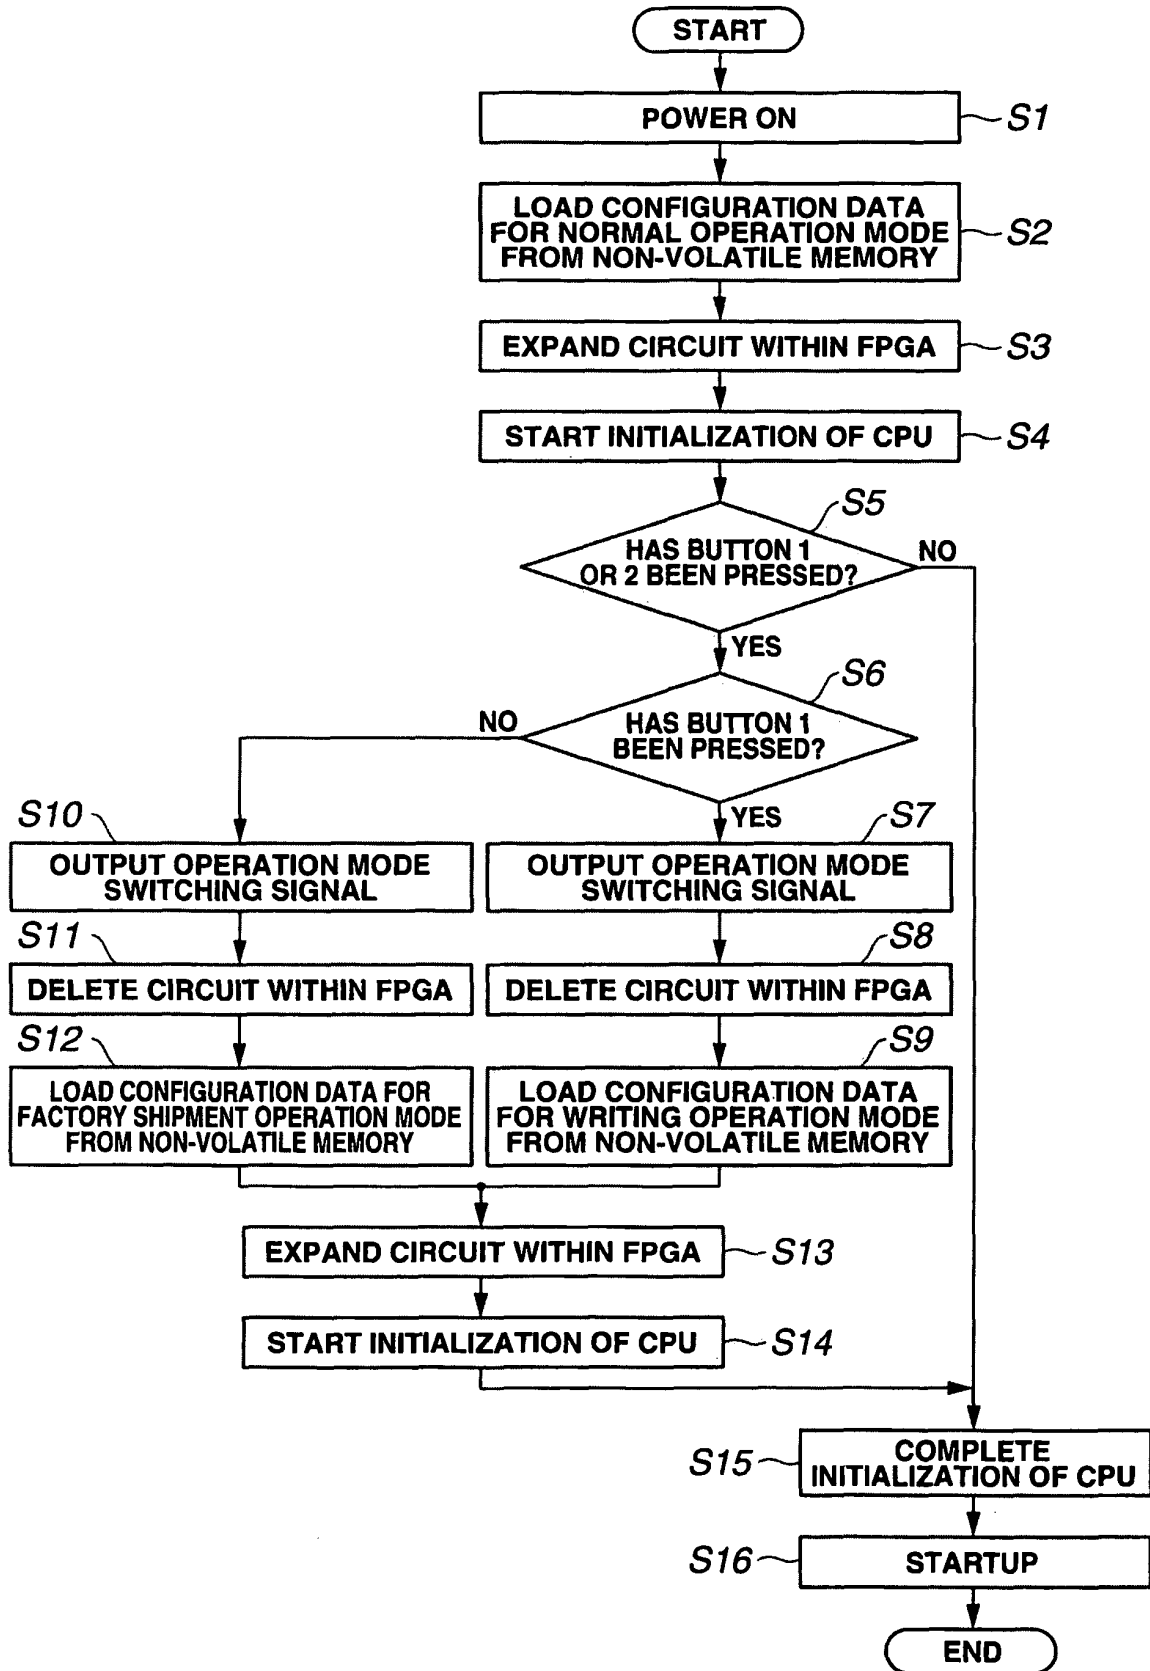 START
POWER ON
S1
LOAD CONFIGURATION DATA
FOR NORMAL OPERATION MODE
FROM NON-VOLATILE MEMORY
S2
EXPAND CIRCUIT WITHIN FPGA
S3
START INITIALIZATION OF CPU
S4
S5
HAS BUTTON 1
OR 2 BEEN PRESSED?
NO
YES
S6
HAS BUTTON 1
BEEN PRESSED?
NO
YES
S10
OUTPUT OPERATION MODE
SWITCHING SIGNAL
S7
OUTPUT OPERATION MODE
SWITCHING SIGNAL
S11
DELETE CIRCUIT WITHIN FPGA
S8
DELETE CIRCUIT WITHIN FPGA
S12
LOAD CONFIGURATION DATA FOR
FACTORY SHIPMENT OPERATION MODE
FROM NON-VOLATILE MEMORY
S9
LOAD CONFIGURATION DATA
FOR WRITING OPERATION MODE
FROM NON-VOLATILE MEMORY
EXPAND CIRCUIT WITHIN FPGA
S13
START INITIALIZATION OF CPU
S14
S15
COMPLETE
INITIALIZATION OF CPU
S16
STARTUP
END